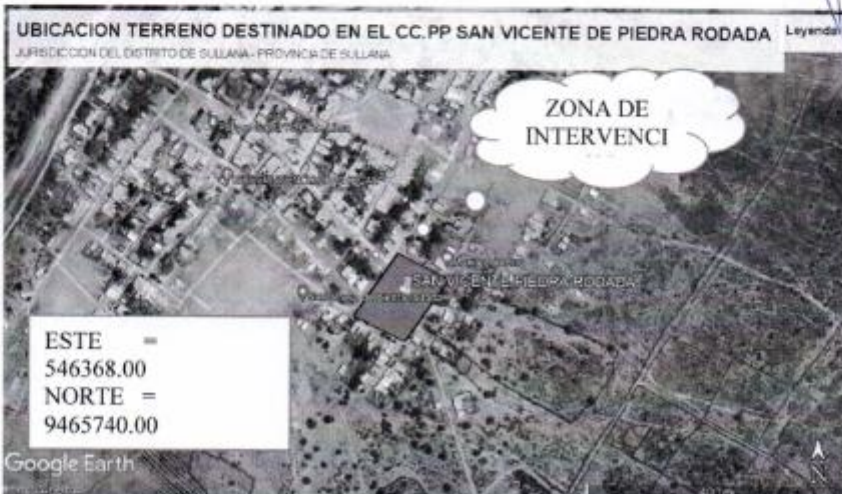 UBICACION TERRENO DESTINADO EN EL CC.PP SAN VICENTE DE PIEDRA RODADA
Leyenda
JURISDICCION DEL DISTRITO DE SULLANA - PROVINCIA DE SULLANA
ZONA DE
INTERVENCI
SAN VICENTE PIEDRA RODADA
ESTE =
546368.00
NORTE =
9465740.00
Google Earth
N